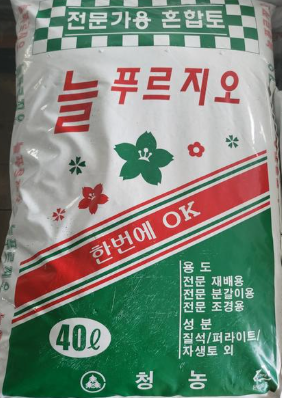 전문가용 혼합토
늘 푸르지오
한번에 OK
용 도
전문 재배용
전문 분갈이용
전문 조경용
성 분
질석/퍼라이트/
자생토 외
40ℓ
청 농